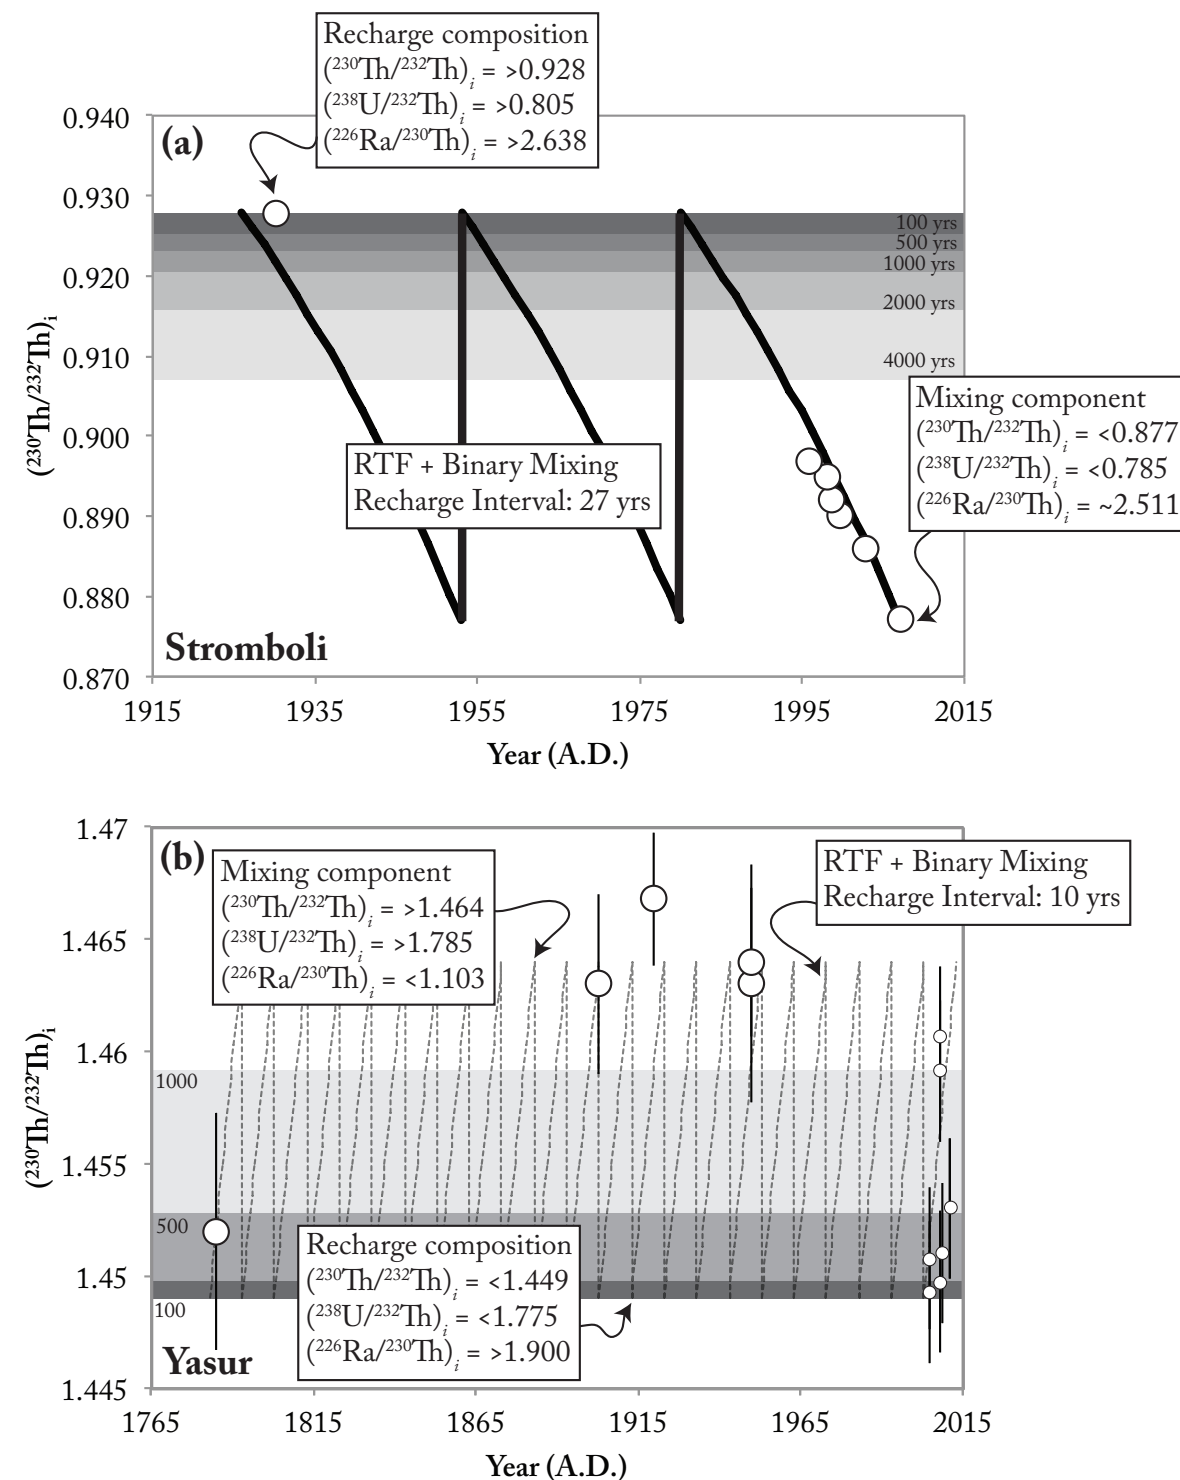 Recharge composition
(²³⁰Th/²³²Th)ᵢ = >0.928
(²³⁸U/²³²Th)ᵢ = >0.805
(²²⁶Ra/²³⁰Th)ᵢ = >2.638
(a)
0.940
0.930
0.920
0.910
0.900
0.890
0.880
0.870
(²³⁰Th/²³²Th)ᵢ
100 yrs
500 yrs
1000 yrs
2000 yrs
4000 yrs
Mixing component
(²³⁰Th/²³²Th)ᵢ = <0.877
(²³⁸U/²³²Th)ᵢ = <0.785
(²²⁶Ra/²³⁰Th)ᵢ = ~2.511
RTF + Binary Mixing
Recharge Interval: 27 yrs
Stromboli
1915 1935 1955 1975 1995 2015
Year (A.D.)
(b)
1.47
1.465
1.46
1.455
1.45
1.445
(²³⁰Th/²³²Th)ᵢ
Mixing component
(²³⁰Th/²³²Th)ᵢ = >1.464
(²³⁸U/²³²Th)ᵢ = >1.785
(²²⁶Ra/²³⁰Th)ᵢ = <1.103
RTF + Binary Mixing
Recharge Interval: 10 yrs
1000
500
100
Recharge composition
(²³⁰Th/²³²Th)ᵢ = <1.449
(²³⁸U/²³²Th)ᵢ = <1.775
(²²⁶Ra/²³⁰Th)ᵢ = >1.900
Yasur
1765 1815 1865 1915 1965 2015
Year (A.D.)